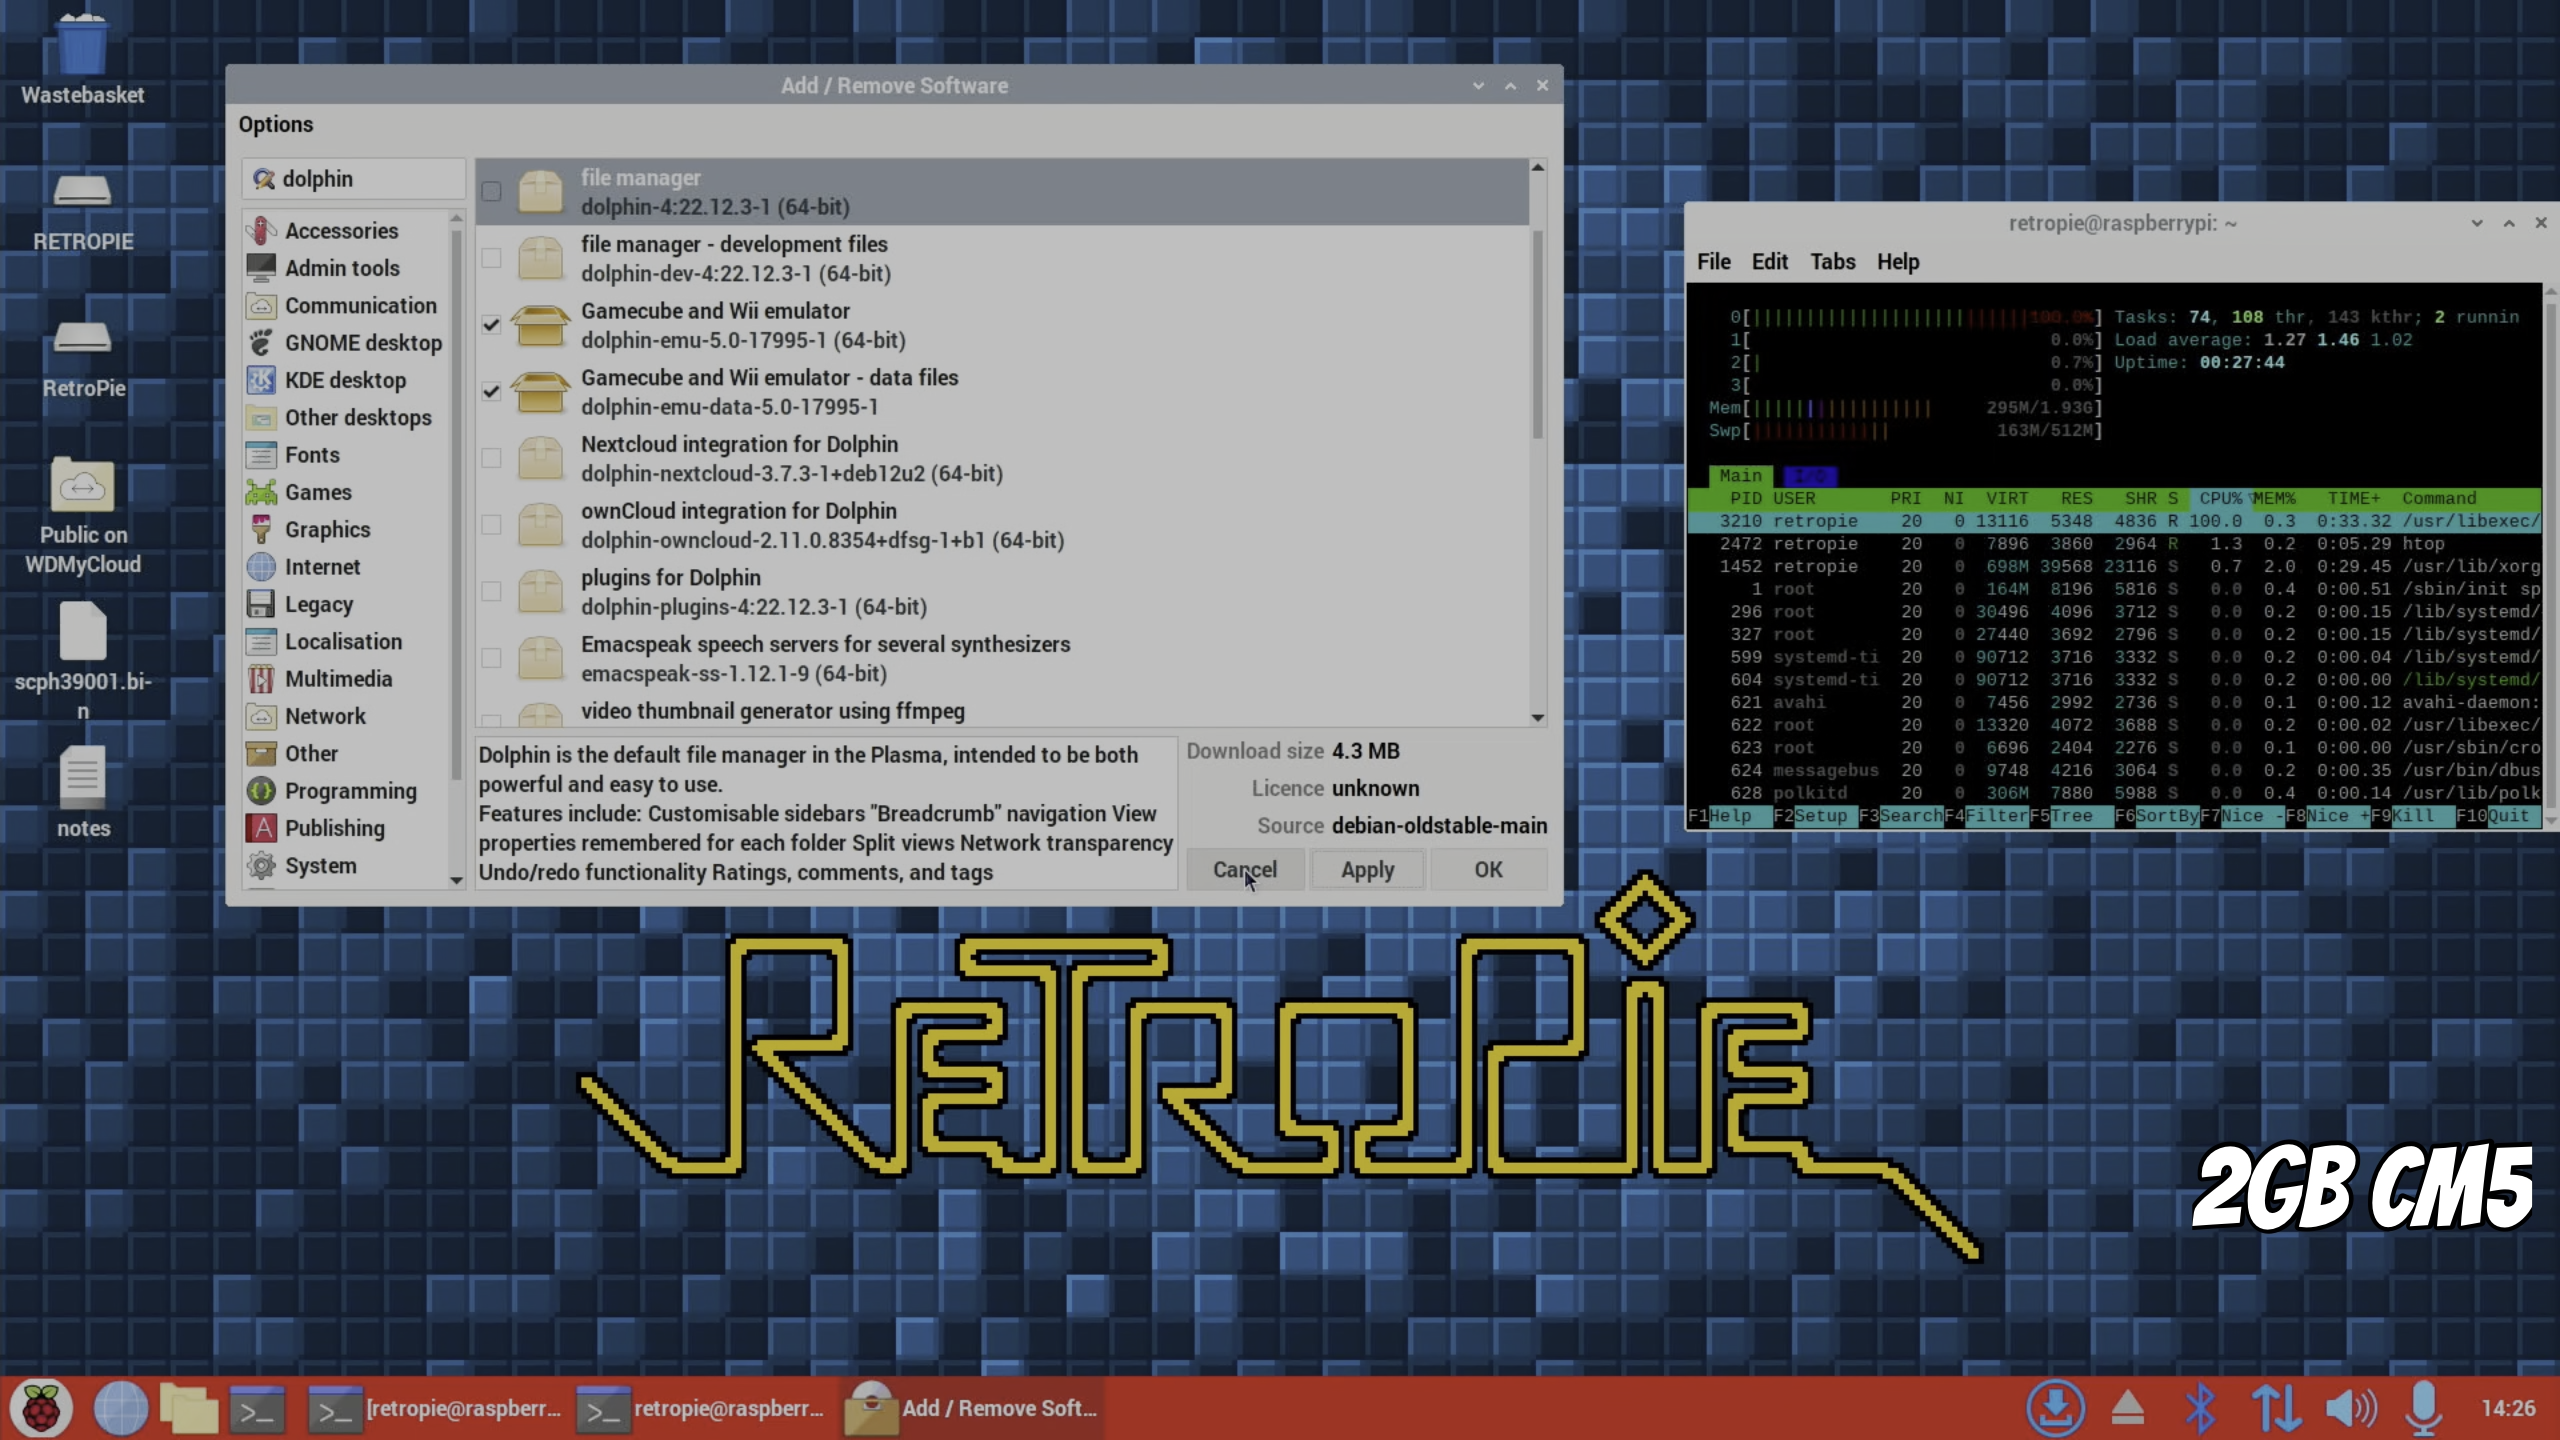 Wastebasket
RETROPIE
RetroPie
Public on
WDMyCloud
scph39001.bi-
n
notes
Add / Remove Software
Options
dolphin
Accessories
Admin tools
Communication
GNOME desktop
KDE desktop
Other desktops
Fonts
Games
Graphics
Internet
Legacy
Localisation
Multimedia
Network
Other
Programming
Publishing
System
file manager
dolphin-4:22.12.3-1 (64-bit)
file manager - development files
dolphin-dev-4:22.12.3-1 (64-bit)
Gamecube and Wii emulator
dolphin-emu-5.0-17995-1 (64-bit)
Gamecube and Wii emulator - data files
dolphin-emu-data-5.0-17995-1
Nextcloud integration for Dolphin
dolphin-nextcloud-3.7.3-1+deb12u2 (64-bit)
ownCloud integration for Dolphin
dolphin-owncloud-2.11.0.8354+dfsg-1+b1 (64-bit)
plugins for Dolphin
dolphin-plugins-4:22.12.3-1 (64-bit)
Emacspeak speech servers for several synthesizers
emacspeak-ss-1.12.1-9 (64-bit)
video thumbnail generator using ffmpeg
Dolphin is the default file manager in the Plasma, intended to be both
powerful and easy to use.
Features include: Customisable sidebars "Breadcrumb" navigation View
properties remembered for each folder Split views Network transparency
Undo/redo functionality Ratings, comments, and tags
Download size 4.3 MB
Licence unknown
Source debian-oldstable-main
Cancel Apply OK
retropie@raspberrypi: ~
File Edit Tabs Help
0[||||||||||||||||||||||||||100.0%] Tasks: 74, 108 thr, 143 kthr; 2 runnin
1[ 0.0%] Load average: 1.27 1.46 1.02
2[| 0.7%] Uptime: 00:27:44
3[ 0.0%]
Mem[||||||||||||||||| 295M/1.93G]
Swp[||||||||||||| 163M/512M]
Main I/O
PID USER PRI NI VIRT RES SHR S CPU%▽MEM% TIME+ Command
3210 retropie 20 0 13116 5348 4836 R 100.0 0.3 0:33.32 /usr/libexec/
2472 retropie 20 0 7896 3860 2964 R 1.3 0.2 0:05.29 htop
1452 retropie 20 0 698M 39568 23116 S 0.7 2.0 0:29.45 /usr/lib/xorg
1 root 20 0 164M 8196 5816 S 0.0 0.4 0:00.51 /sbin/init sp
296 root 20 0 30496 4096 3712 S 0.0 0.2 0:00.15 /lib/systemd/
327 root 20 0 27440 3692 2796 S 0.0 0.2 0:00.15 /lib/systemd/
599 systemd-ti 20 0 90712 3716 3332 S 0.0 0.2 0:00.04 /lib/systemd/
604 systemd-ti 20 0 90712 3716 3332 S 0.0 0.2 0:00.00 /lib/systemd/
621 avahi 20 0 7456 2992 2736 S 0.0 0.1 0:00.12 avahi-daemon:
622 root 20 0 13320 4072 3688 S 0.0 0.2 0:00.02 /usr/libexec/
623 root 20 0 6696 2404 2276 S 0.0 0.1 0:00.00 /usr/sbin/cro
624 messagebus 20 0 9748 4216 3064 S 0.0 0.2 0:00.35 /usr/bin/dbus
628 polkitd 20 0 306M 7880 5988 S 0.0 0.4 0:00.14 /usr/lib/polk
F1Help F2Setup F3SearchF4FilterF5Tree F6SortByF7Nice -F8Nice +F9Kill F10Quit
RetroPie
2GB CM5
[retropie@raspberr...
retropie@raspberr...
Add / Remove Soft...
14:26